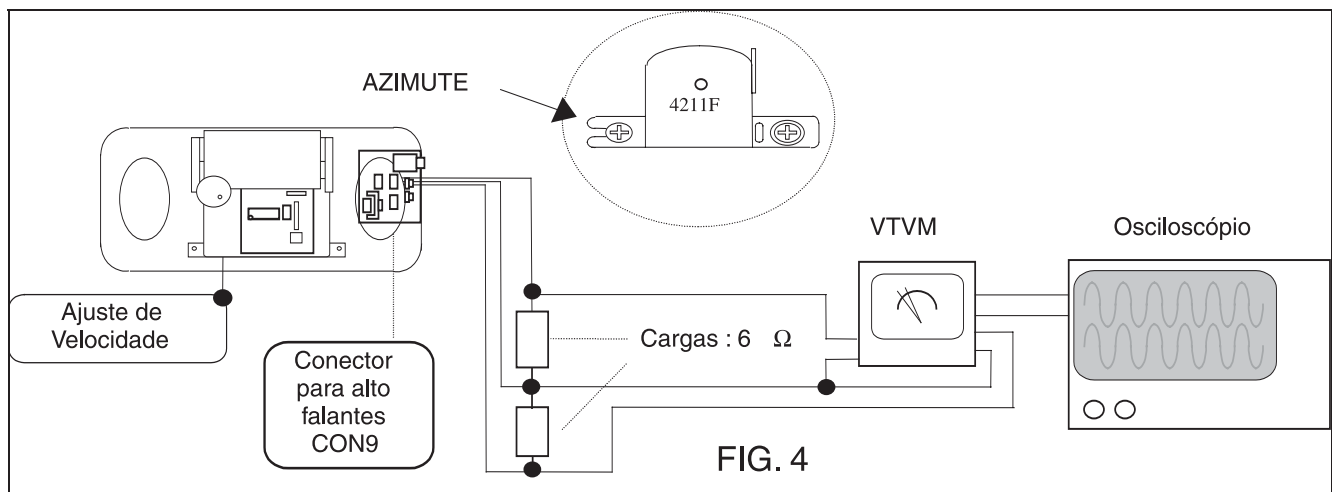 AZIMUTE
4211F
VTVM
Osciloscópio
Ajuste de
Velocidade
Cargas : 6 Ω
Conector
para alto
falantes
CON9
FIG. 4